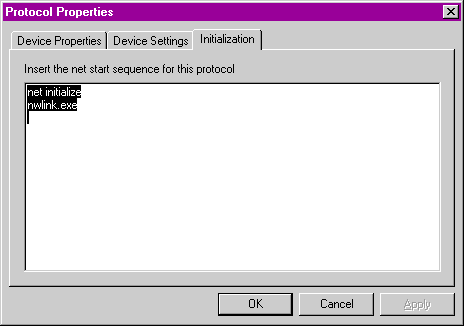 Protocol Properties
Device Properties Device Settings Initialization
Insert the net start sequence for this protocol
net initialize
nwlink.exe
OK Cancel Apply